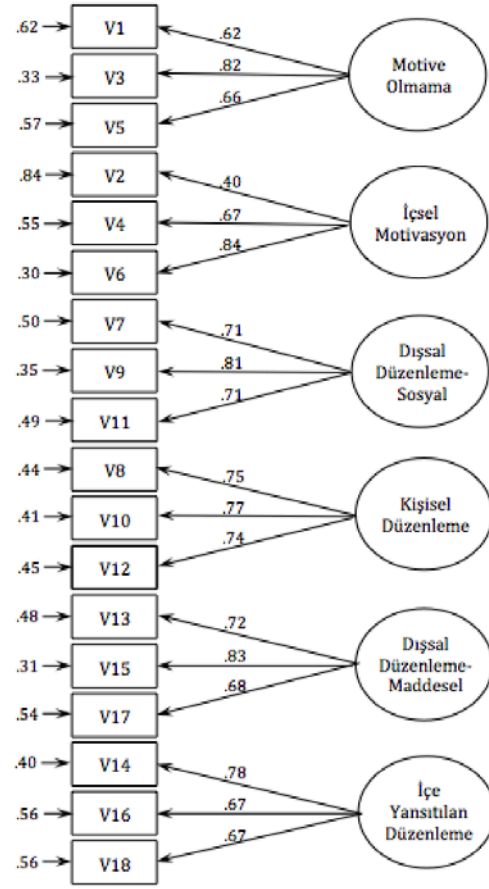 .62 V1 .62
.33 V3 .82
.57 V5 .66
Motive
Olmama
.84 V2 .40
.55 V4 .67
.30 V6 .84
İçsel
Motivasyon
.50 V7 .71
.35 V9 .81
.49 V11 .71
Dışsal
Düzenleme-
Sosyal
.44 V8 .75
.41 V10 .77
.45 V12 .74
Kişisel
Düzenleme
.48 V13 .72
.31 V15 .83
.54 V17 .68
Dışsal
Düzenleme-
Maddesel
.40 V14 .78
.56 V16 .67
.56 V18 .67
İçe
Yansıtılan
Düzenleme